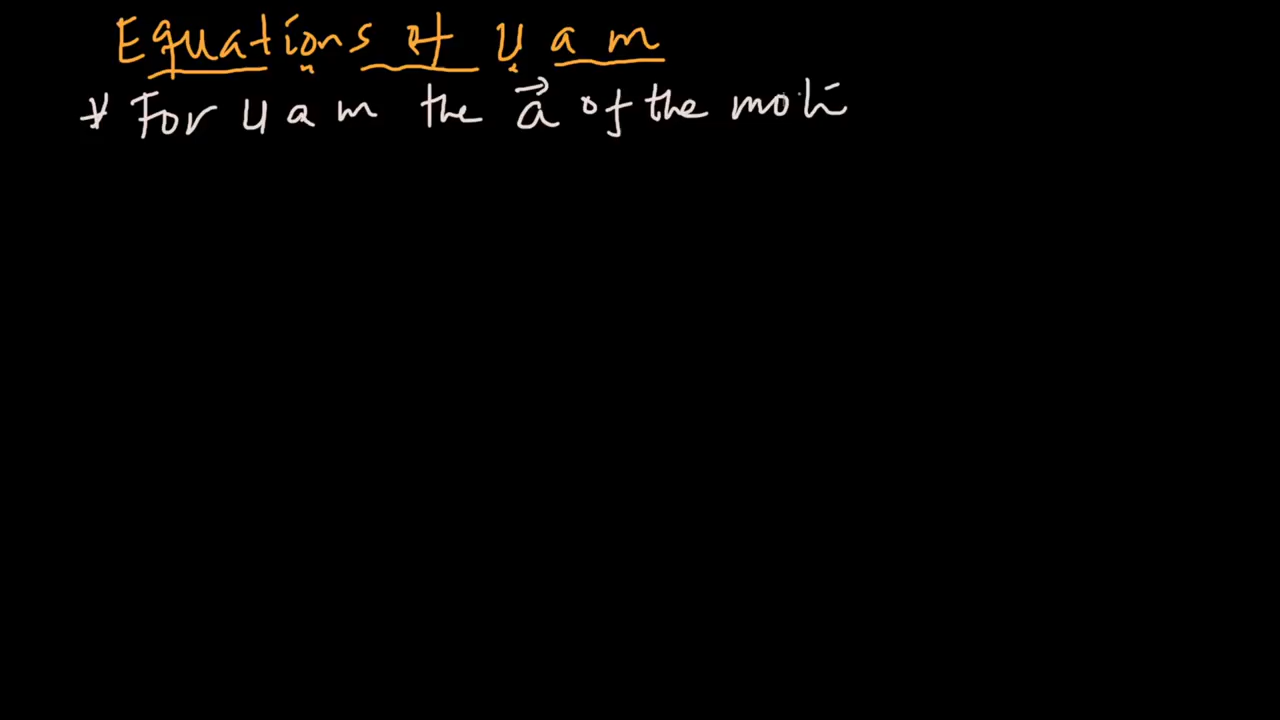 Equations of u a m
* For u a m the a⃗ of the moti